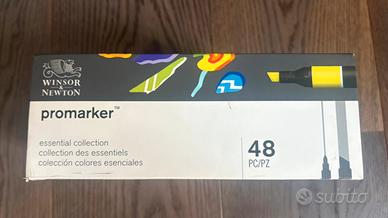 WINSOR
&
NEWTON
promarker™
essential collection
collection des essentiels
colección colores esenciales
48
PC/PZ
subito